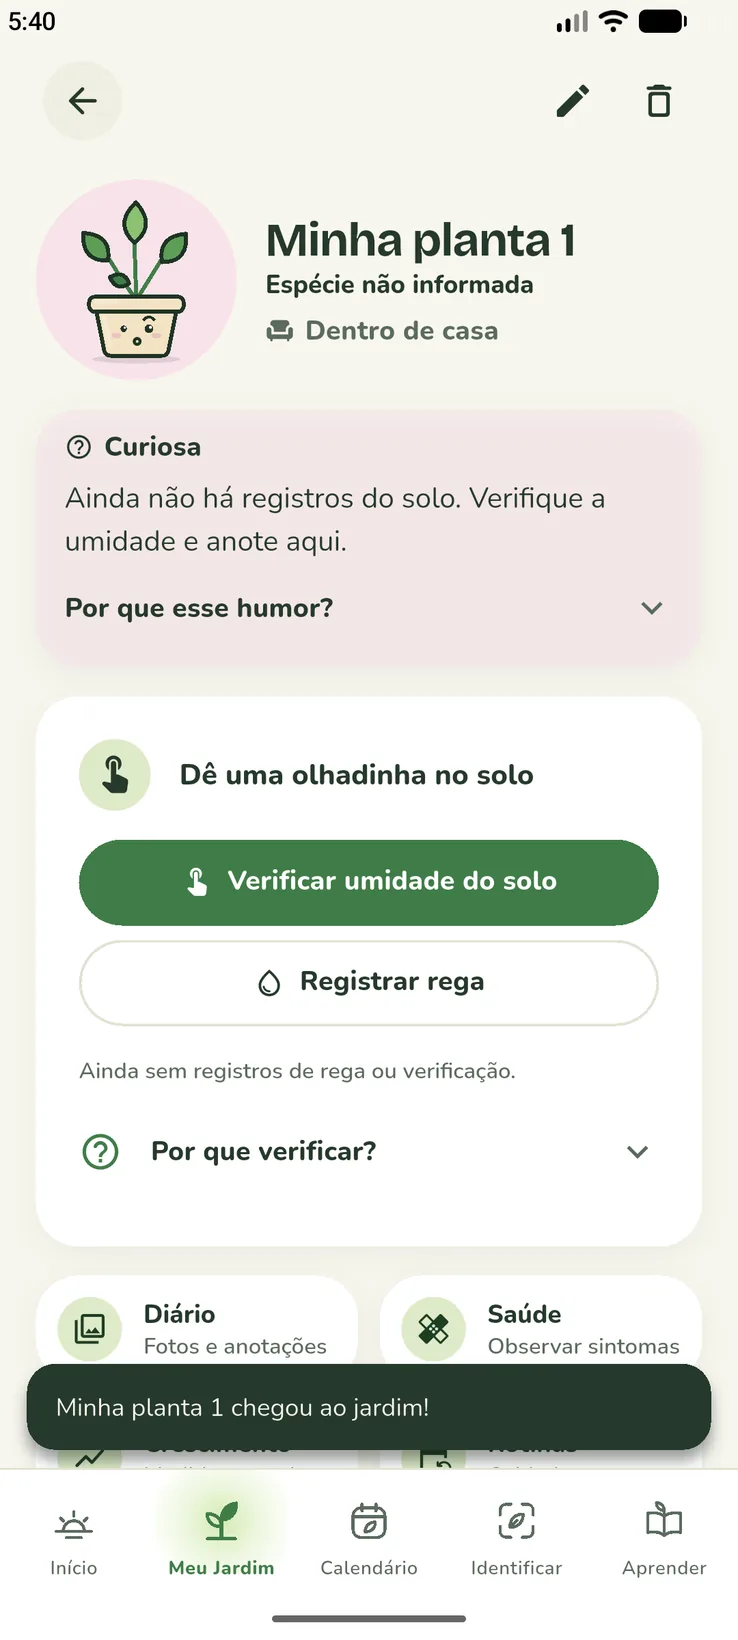 5:40
Minha planta 1
Espécie não informada
Dentro de casa
Curiosa
Ainda não há registros do solo. Verifique a
umidade e anote aqui.
Por que esse humor?
Dê uma olhadinha no solo
Verificar umidade do solo
Registrar rega
Ainda sem registros de rega ou verificação.
Por que verificar?
Diário
Fotos e anotações
Saúde
Observar sintomas
Minha planta 1 chegou ao jardim!
Início
Meu Jardim
Calendário
Identificar
Aprender